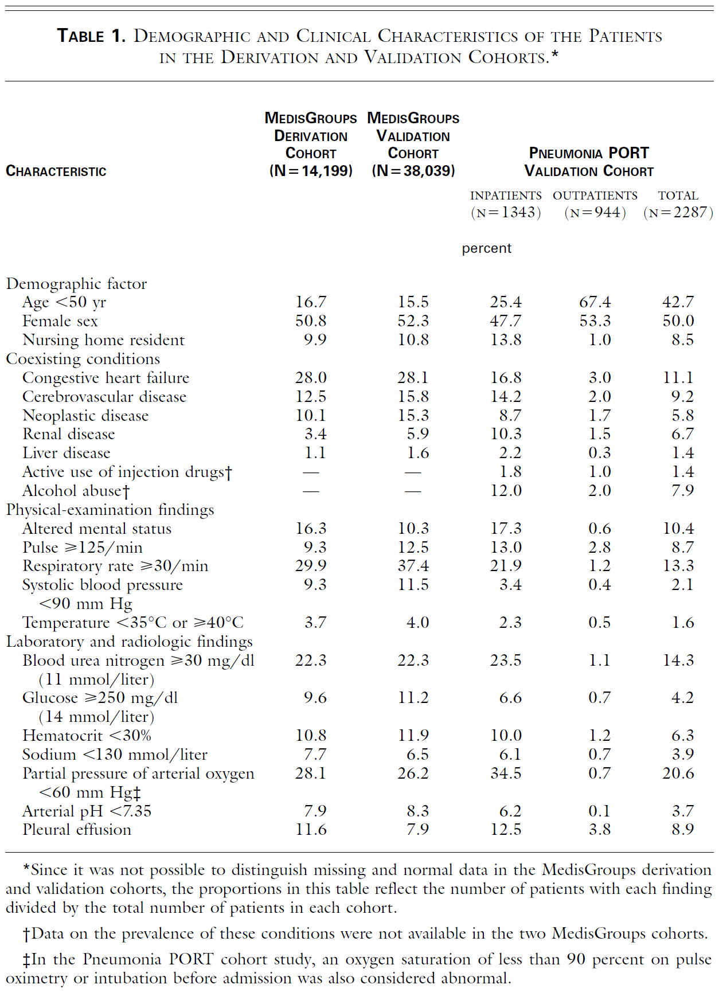 TABLE 1. DEMOGRAPHIC AND CLINICAL CHARACTERISTICS OF THE PATIENTS
IN THE DERIVATION AND VALIDATION COHORTS.*
CHARACTERISTIC
MEDISGROUPS DERIVATION COHORT (N=14,199)
MEDISGROUPS VALIDATION COHORT (N=38,039)
PNEUMONIA PORT VALIDATION COHORT
INPATIENTS (N=1343) OUTPATIENTS (N=944) TOTAL (N=2287)
percent
Demographic factor
Age <50 yr 16.7 15.5 25.4 67.4 42.7
Female sex 50.8 52.3 47.7 53.3 50.0
Nursing home resident 9.9 10.8 13.8 1.0 8.5
Coexisting conditions
Congestive heart failure 28.0 28.1 16.8 3.0 11.1
Cerebrovascular disease 12.5 15.8 14.2 2.0 9.2
Neoplastic disease 10.1 15.3 8.7 1.7 5.8
Renal disease 3.4 5.9 10.3 1.5 6.7
Liver disease 1.1 1.6 2.2 0.3 1.4
Active use of injection drugs† — — 1.8 1.0 1.4
Alcohol abuse† — — 12.0 2.0 7.9
Physical-examination findings
Altered mental status 16.3 10.3 17.3 0.6 10.4
Pulse ⩾125/min 9.3 12.5 13.0 2.8 8.7
Respiratory rate ⩾30/min 29.9 37.4 21.9 1.2 13.3
Systolic blood pressure 9.3 11.5 3.4 0.4 2.1
<90 mm Hg
Temperature <35°C or ⩾40°C 3.7 4.0 2.3 0.5 1.6
Laboratory and radiologic findings
Blood urea nitrogen ⩾30 mg/dl 22.3 22.3 23.5 1.1 14.3
(11 mmol/liter)
Glucose ⩾250 mg/dl 9.6 11.2 6.6 0.7 4.2
(14 mmol/liter)
Hematocrit <30% 10.8 11.9 10.0 1.2 6.3
Sodium <130 mmol/liter 7.7 6.5 6.1 0.7 3.9
Partial pressure of arterial oxygen 28.1 26.2 34.5 0.7 20.6
<60 mm Hg‡
Arterial pH <7.35 7.9 8.3 6.2 0.1 3.7
Pleural effusion 11.6 7.9 12.5 3.8 8.9
*Since it was not possible to distinguish missing and normal data in the MedisGroups derivation
and validation cohorts, the proportions in this table reflect the number of patients with each finding
divided by the total number of patients in each cohort.
†Data on the prevalence of these conditions were not available in the two MedisGroups cohorts.
‡In the Pneumonia PORT cohort study, an oxygen saturation of less than 90 percent on pulse
oximetry or intubation before admission was also considered abnormal.